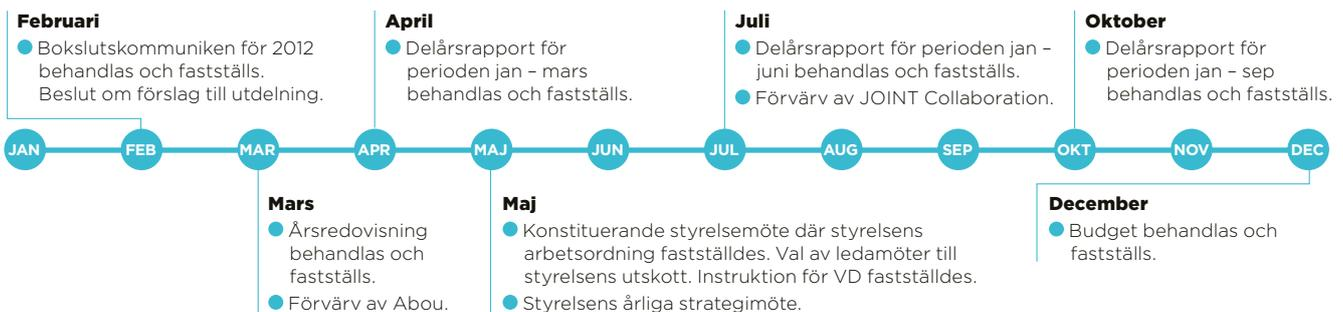 Februari
Bokslutskommuniken för 2012
behandlas och fastställs.
Beslut om förslag till utdelning.
April
Delårsrapport för
perioden jan – mars
behandlas och fastställs.
Juli
Delårsrapport för perioden jan –
juni behandlas och fastställs.
Förvärv av JOINT Collaboration.
Oktober
Delårsrapport för
perioden jan – sep
behandlas och fastställs.
JAN FEB MAR APR MAJ JUN JUL AUG SEP OKT NOV DEC
Mars
Årsredovisning
behandlas och
fastställs.
Förvärv av Abou.
Maj
Konstituerande styrelsemöte där styrelsens
arbetsordning fastställdes. Val av ledamöter till
styrelsens utskott. Instruktion för VD fastställdes.
Styrelsens årliga strategimöte.
December
Budget behandlas och
fastställs.